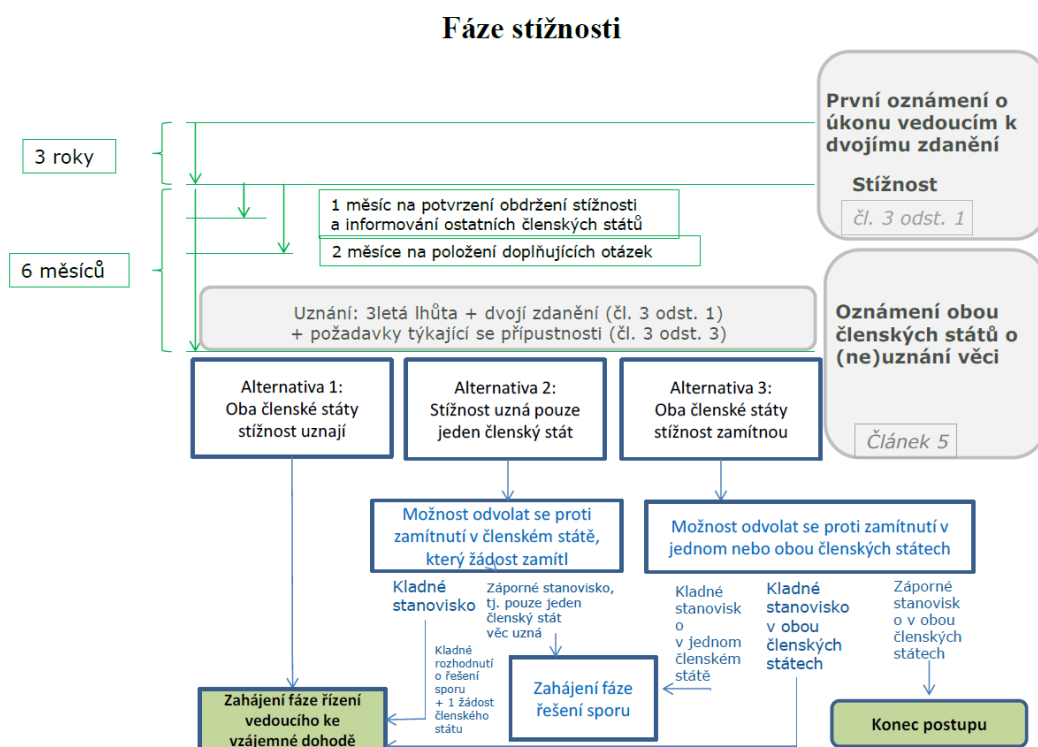 Fáze stížnosti
První oznámení o
úkonu vedoucím k
dvojímu zdanění
Stížnost
čl. 3 odst. 1
3 roky
1 měsíc na potvrzení obdržení stížnosti
a informování ostatních členských států
2 měsíce na položení doplňujících otázek
6 měsíců
Uznání: 3letá lhůta + dvojí zdanění (čl. 3 odst. 1)
+ požadavky týkající se přípustnosti (čl. 3 odst. 3)
Oznámení obou
členských států o
(ne)uznání věci
Článek 5
Alternativa 1:
Oba členské státy
stížnost uznají
Alternativa 2:
Stížnost uzná pouze
jeden členský stát
Alternativa 3:
Oba členské státy
stížnost zamítnou
Možnost odvolat se proti
zamítnutí v členském státě,
který žádost zamítl
Možnost odvolat se proti zamítnutí v
jednom nebo obou členských státech
Kladné
stanovisko
Záporné stanovisko,
tj. pouze jeden
členský stát
věc uzná
Kladné
stanovisk
o
v jednom
členském
státě
Kladné
stanovisko
v obou
členských
státech
Záporné
stanovisk
o v obou
členských
státech
Kladné
rozhodnutí
o řešení
sporu
+ 1 žádost
členského
státu
Zahájení fáze řízení
vedoucího ke
vzájemné dohodě
Zahájení fáze
řešení sporu
Konec postupu